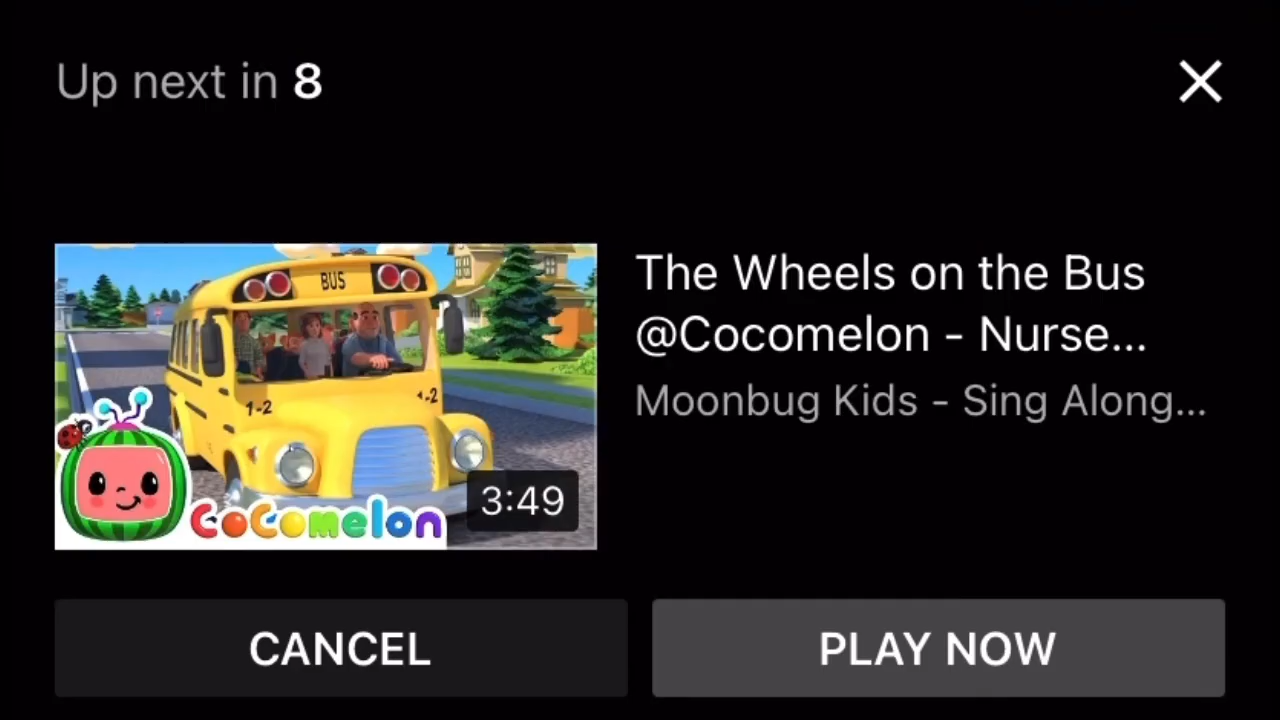 Up next in 8
BUS
1-2
1-2
CoComelon
3:49
The Wheels on the Bus
@Cocomelon - Nurse...
Moonbug Kids - Sing Along...
CANCEL
PLAY NOW